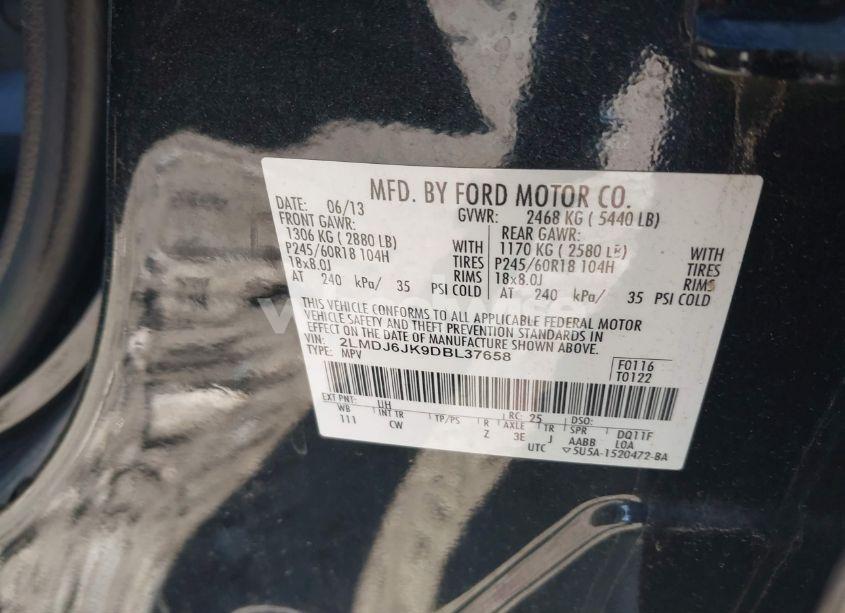 MFD. BY FORD MOTOR CO.
DATE: 06/13 GVWR: 2468 KG ( 5440 LB)
FRONT GAWR: REAR GAWR:
1306 KG ( 2880 LB) WITH 1170 KG ( 2580 LB) WITH
P245/60R18 104H TIRES P245/60R18 104H TIRES
18x8.0J RIMS 18x8.0J RIMS
AT 240 kPa/ 35 PSI COLD AT 240 kPa/ 35 PSI COLD
THIS VEHICLE CONFORMS TO ALL APPLICABLE FEDERAL MOTOR
VEHICLE SAFETY AND THEFT PREVENTION STANDARDS IN
EFFECT ON THE DATE OF MANUFACTURE SHOWN ABOVE.
VIN: 2LMDJ6JK9DBL37658 F0116
TYPE: MPV T0122
EXT PNT: UH RC: 25 DSO:
WB INT TR TP/PS R AXLE TR SPR DQ11F
111 CW Z 3E J AABB LOA
UTC ▽5U5A-1520472-BA